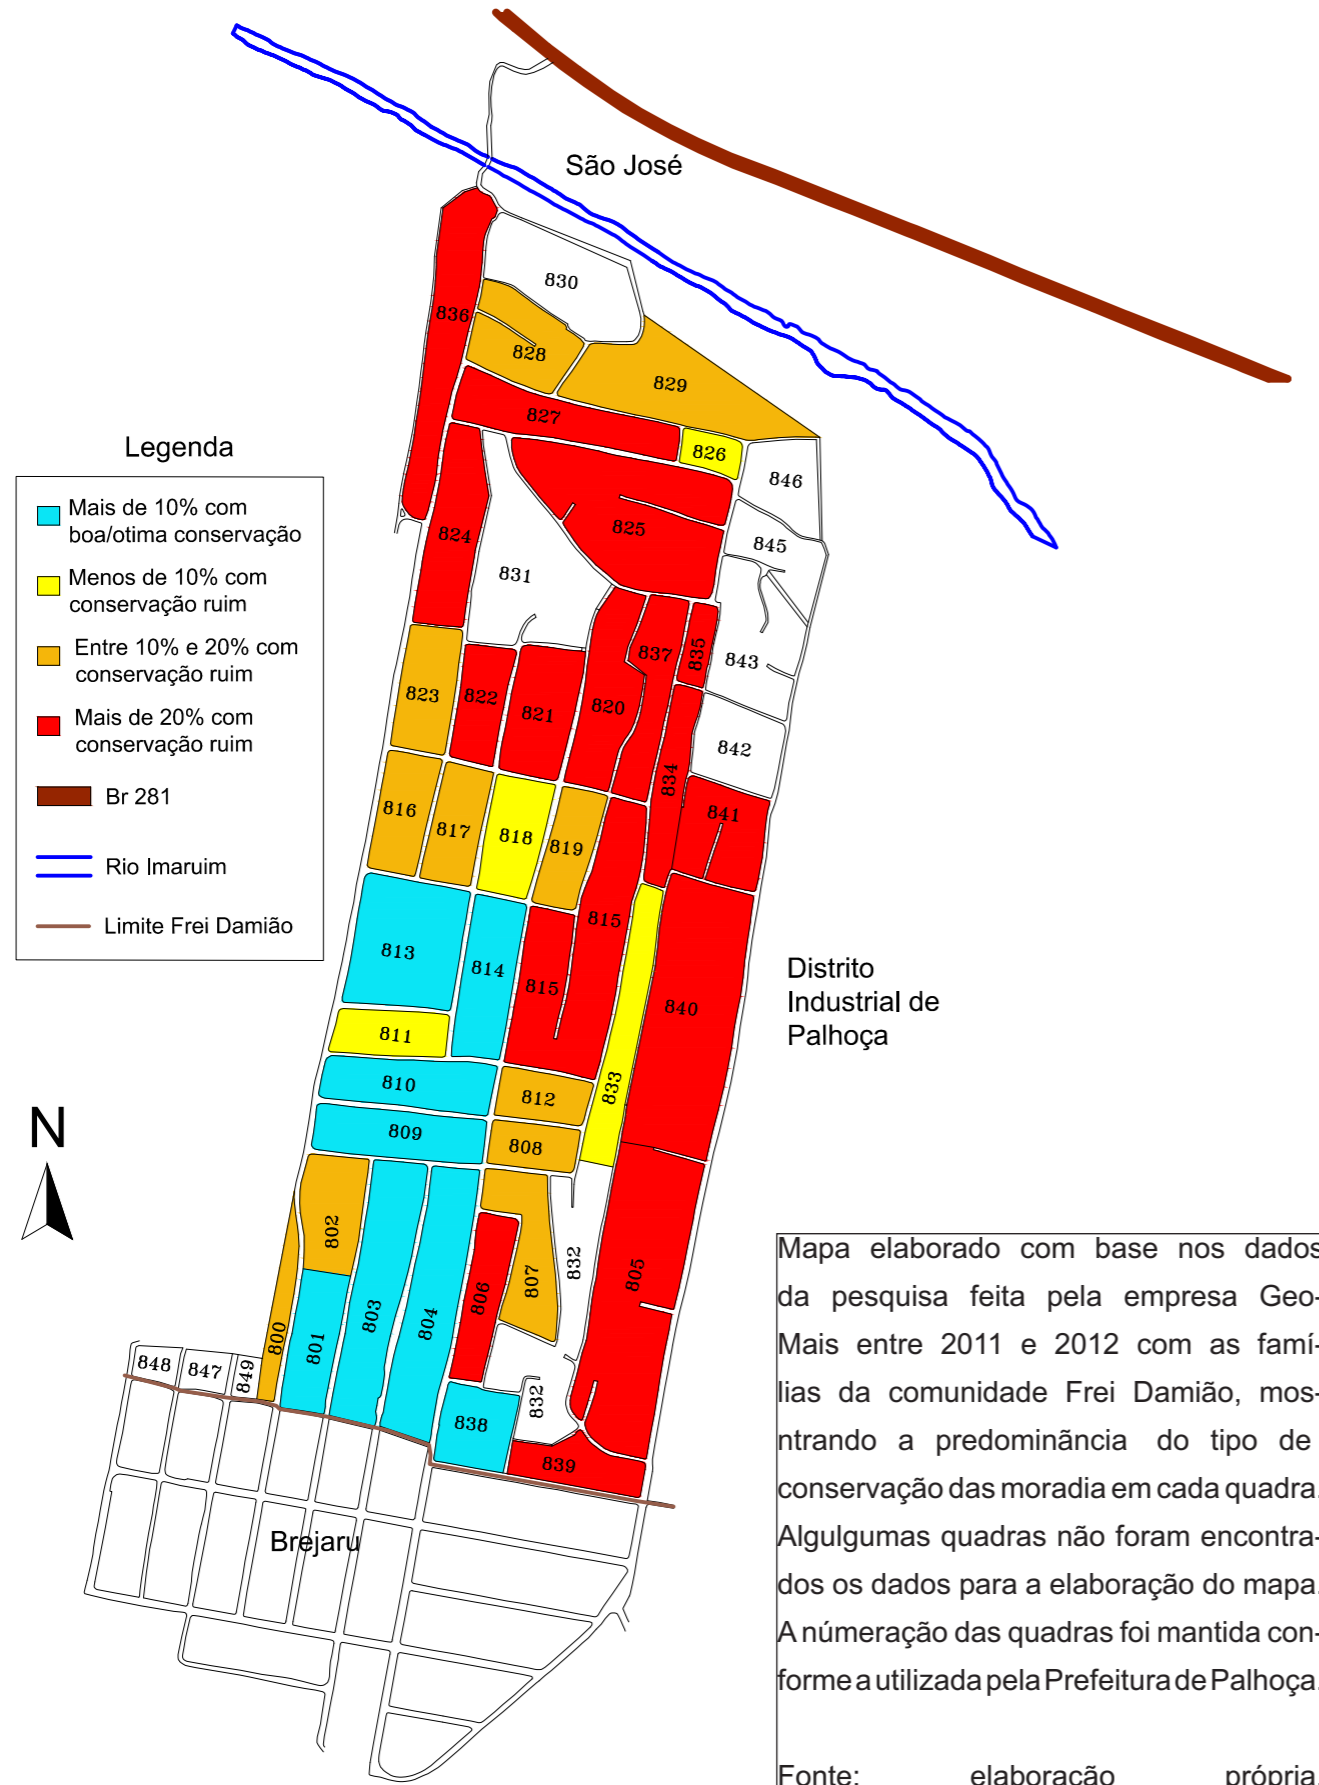 São José
830
836
828
829
827
826
846
825
845
824
831
843
837
835
823
822
821
820
842
834
841
816
817
818
819
815
813
814
815
840
811
810
812
833
809
808
802
807
832
806
805
803
804
801
800
848
847
849
838
832
839
Brejaru
Distrito
Industrial de
Palhoça
Legenda
Mais de 10% com
boa/otima conservação
Menos de 10% com
conservação ruim
Entre 10% e 20% com
conservação ruim
Mais de 20% com
conservação ruim
Br 281
Rio Imaruim
Limite Frei Damião
N
Mapa elaborado com base nos dados
da pesquisa feita pela empresa Geo-
Mais entre 2011 e 2012 com as famí-
lias da comunidade Frei Damião, mos-
ntrando a predominãncia do tipo de
conservação das moradia em cada quadra.
Algulgumas quadras não foram encontra-
dos os dados para a elaboração do mapa.
A númeração das quadras foi mantida con-
forme a utilizada pela Prefeitura de Palhoça.
Fonte: elaboração própria.